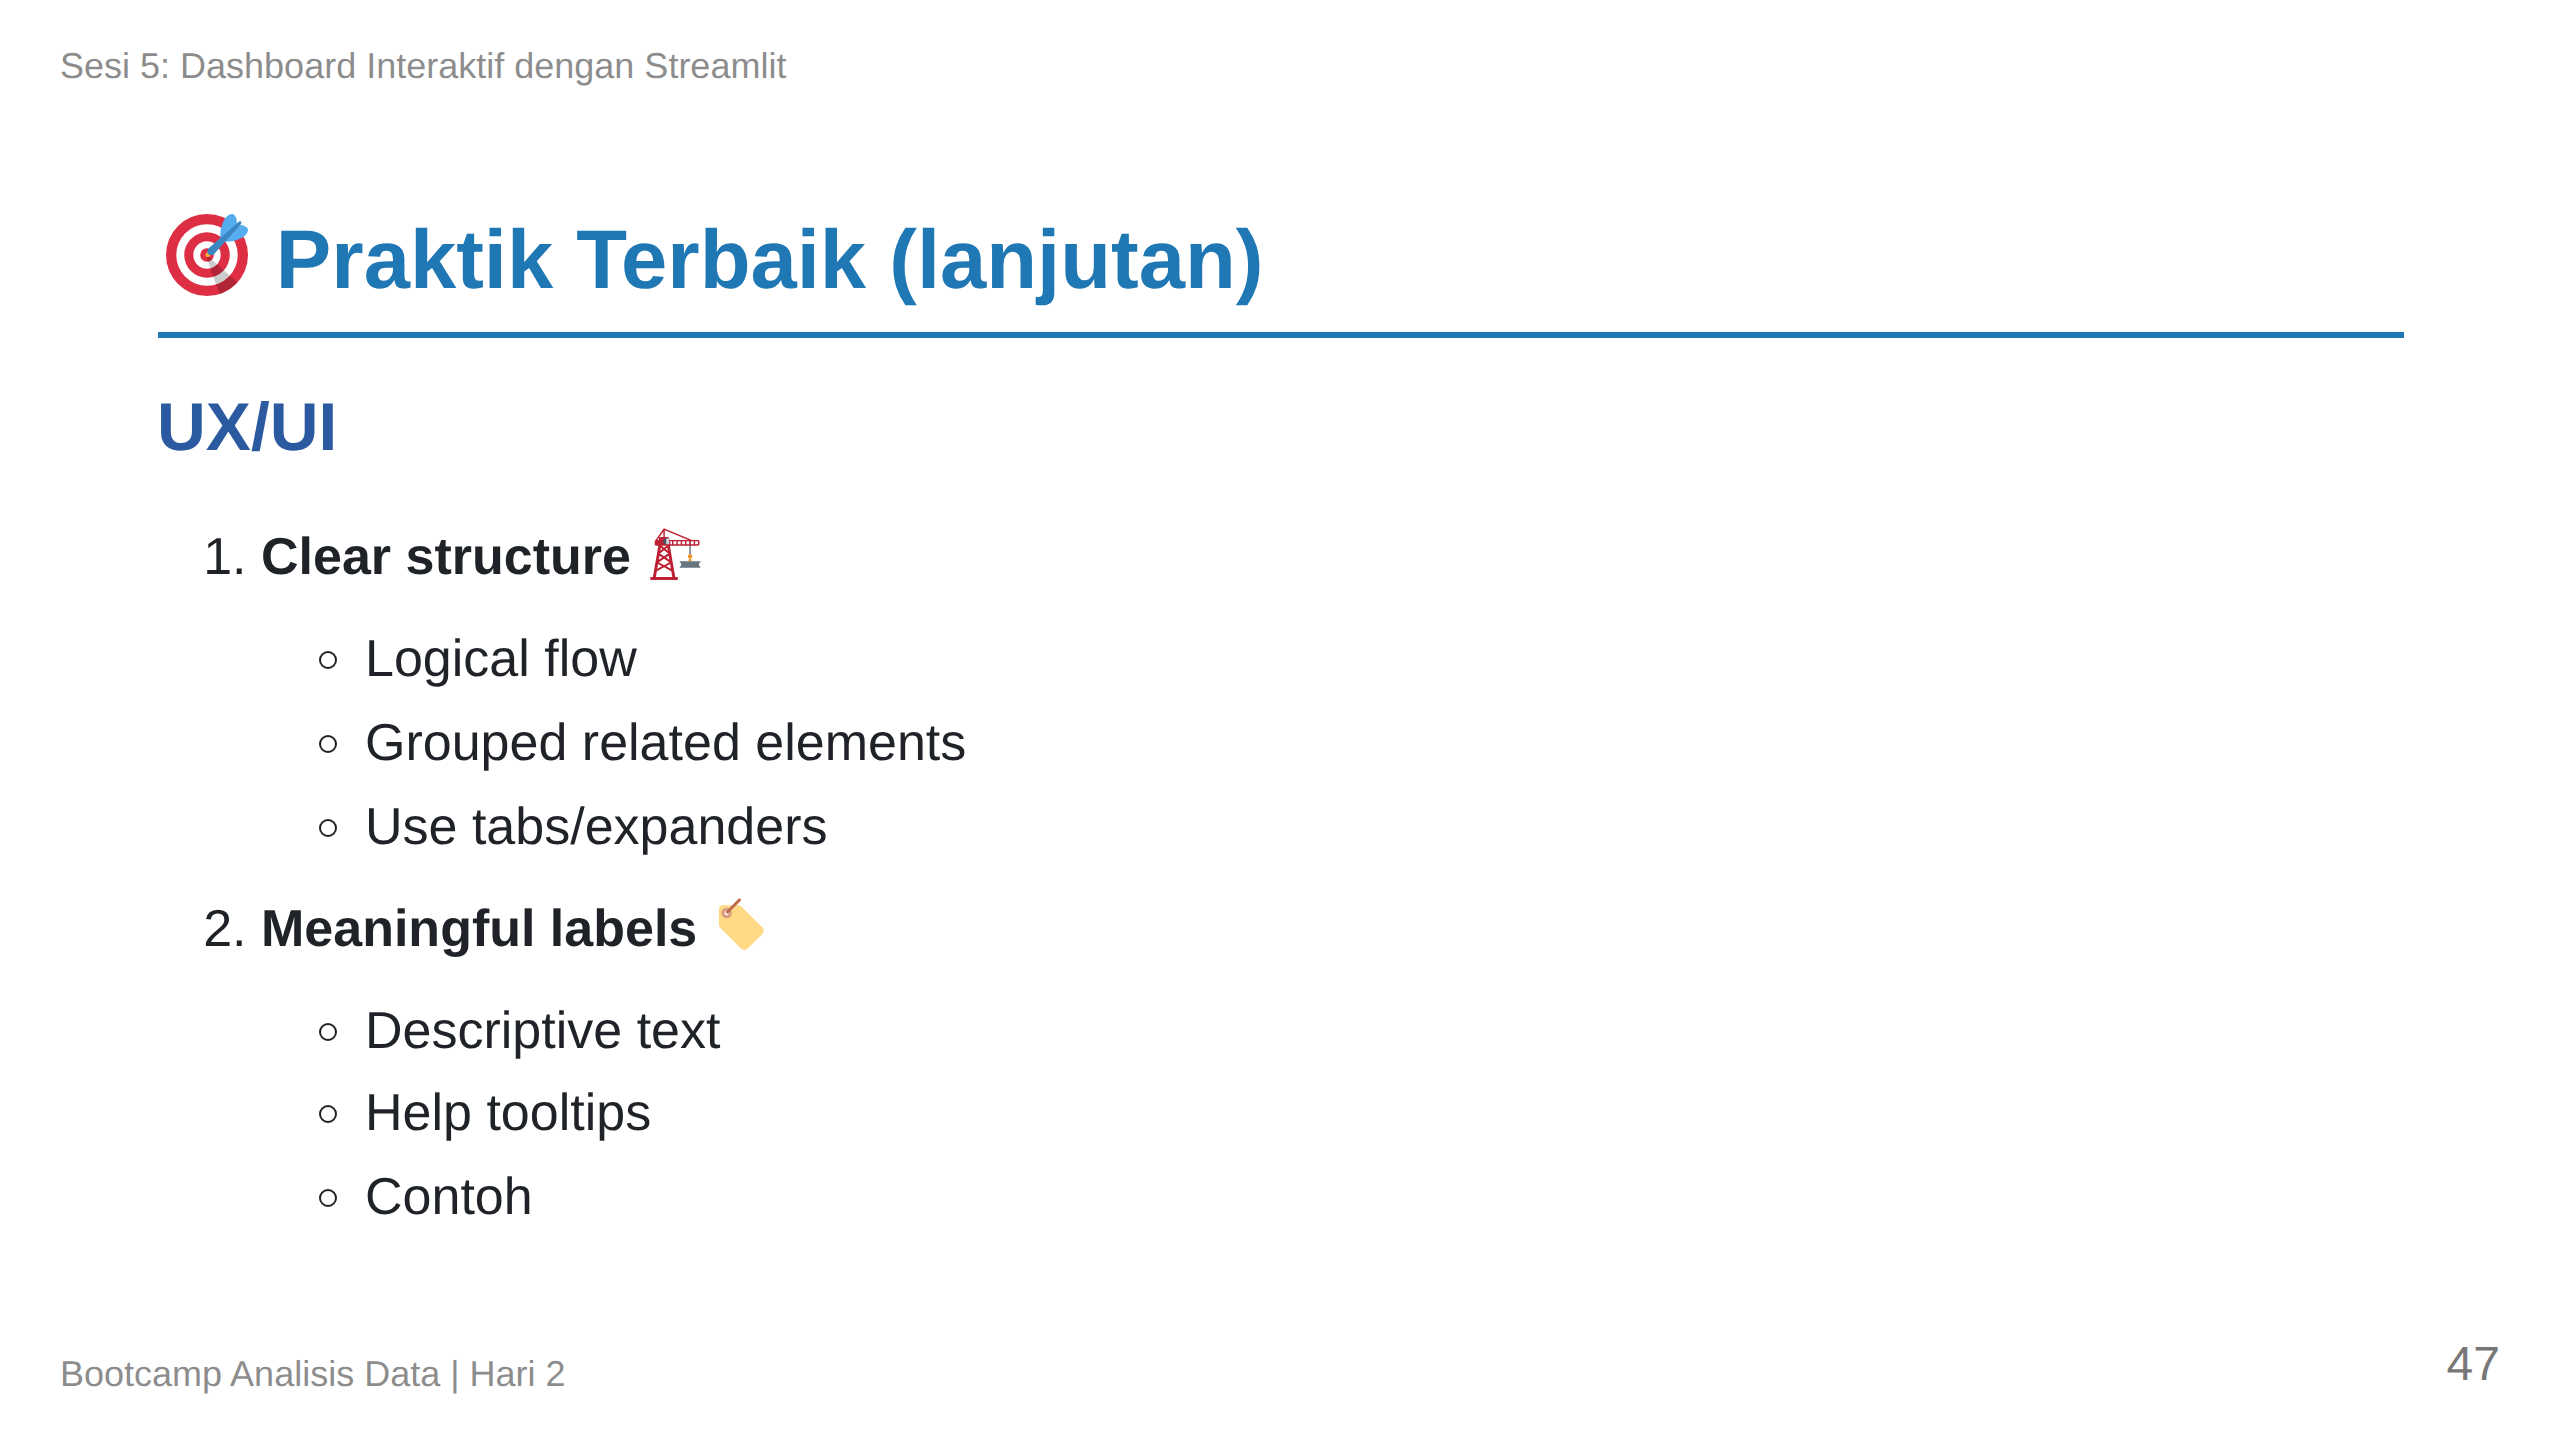 Sesi 5: Dashboard Interaktif dengan Streamlit
🎯 Praktik Terbaik (lanjutan)
UX/UI
1. Clear structure 🏗️
○ Logical flow
○ Grouped related elements
○ Use tabs/expanders
2. Meaningful labels 🏷️
○ Descriptive text
○ Help tooltips
○ Contoh
Bootcamp Analisis Data | Hari 2
47